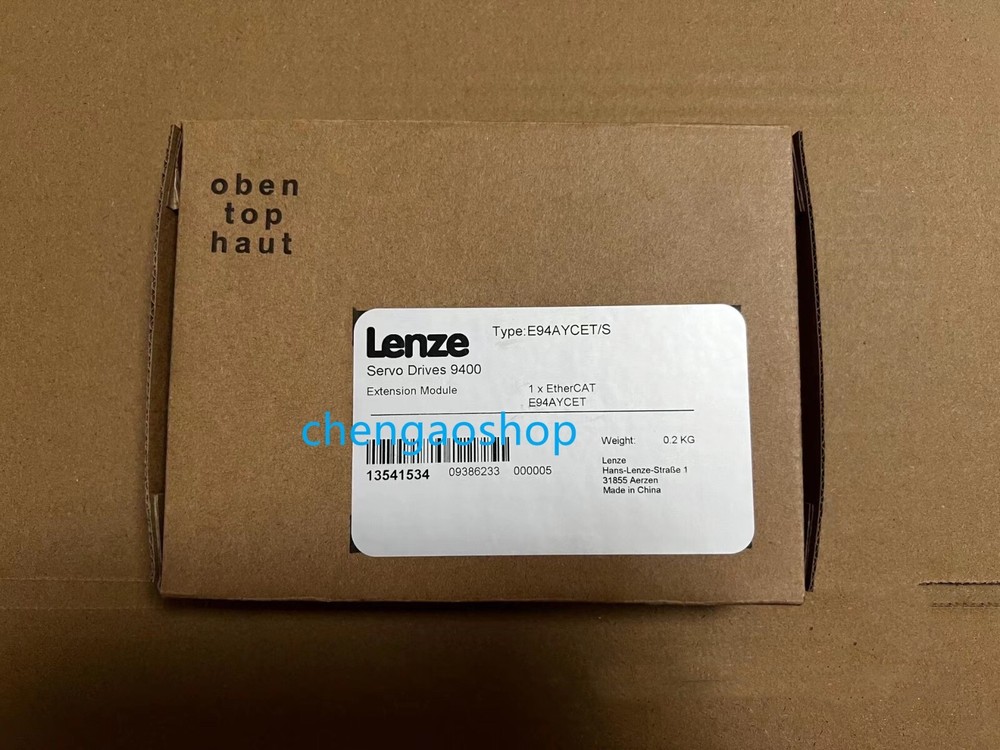 oben
top
haut
Lenze
Type:E94AYCET/S
Servo Drives 9400
Extension Module
1 x EtherCAT
E94AYCET
chengaoshop
Weight: 0.2 KG
13541534 09386233 000005
Lenze
Hans-Lenze-Straße 1
31855 Aerzen
Made in China